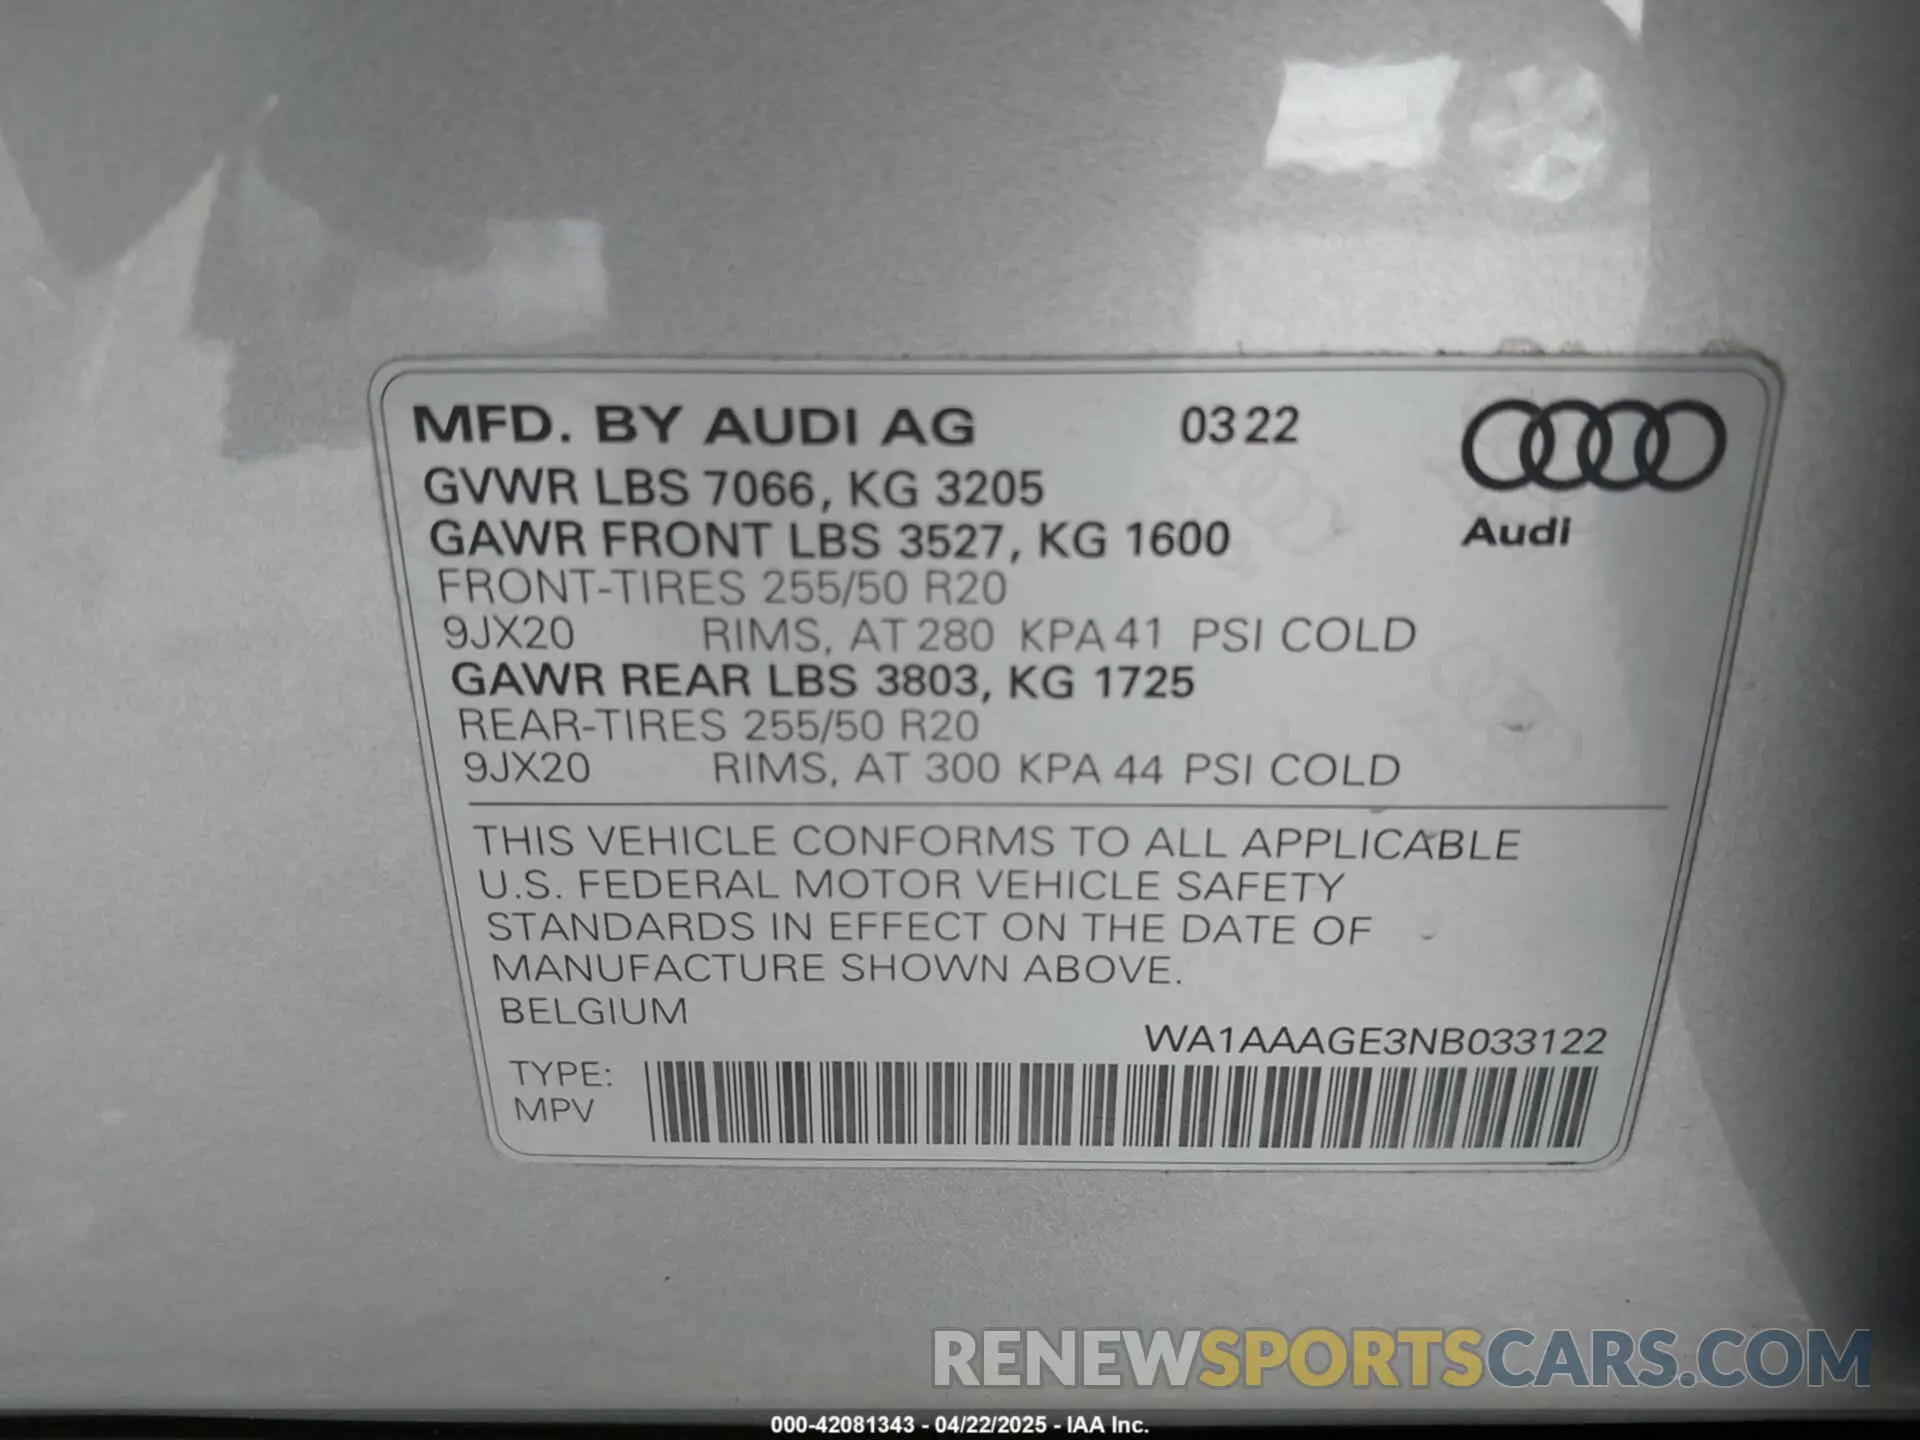 MFD. BY AUDI AG 03 22
GVWR LBS 7066, KG 3205
GAWR FRONT LBS 3527, KG 1600
Audi
FRONT-TIRES 255/50 R20
9JX20 RIMS, AT 280 KPA 41 PSI COLD
GAWR REAR LBS 3803, KG 1725
REAR-TIRES 255/50 R20
9JX20 RIMS, AT 300 KPA 44 PSI COLD
THIS VEHICLE CONFORMS TO ALL APPLICABLE
U.S. FEDERAL MOTOR VEHICLE SAFETY
STANDARDS IN EFFECT ON THE DATE OF
MANUFACTURE SHOWN ABOVE.
BELGIUM
WA1AAAGE3NB033122
TYPE:
MPV
RENEWSPORTSCARS.COM
000-42081343 - 04/22/2025 - IAA Inc.